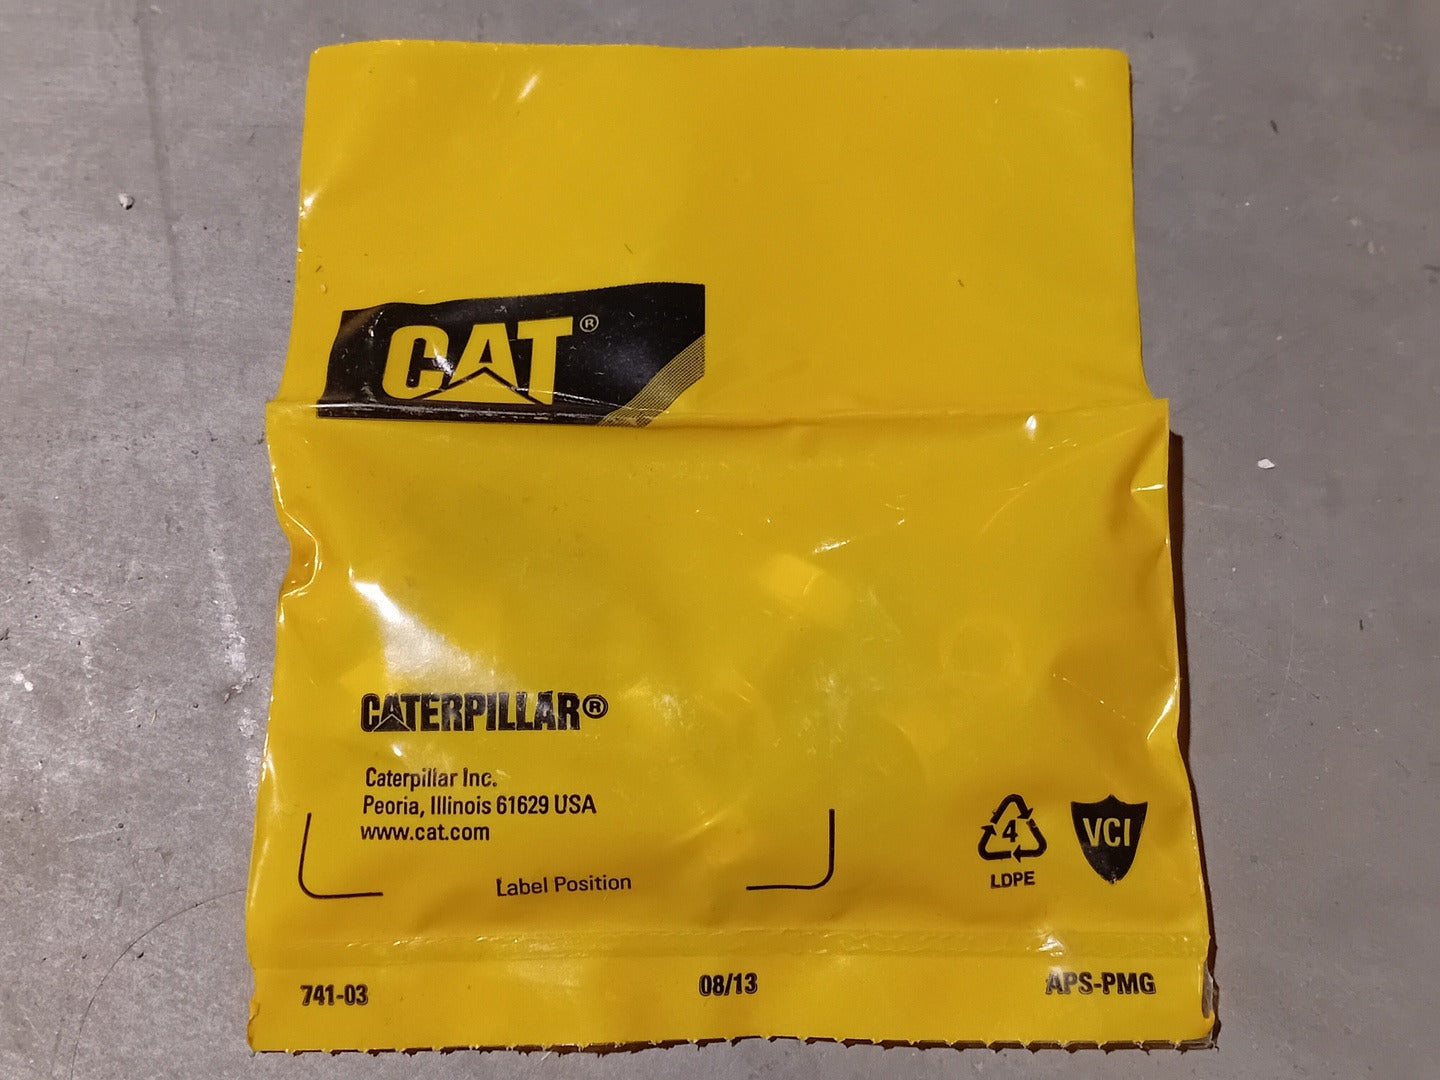 CAT®
CATERPILLAR®
Caterpillar Inc.
Peoria, Illinois 61629 USA
www.cat.com
Label Position
4
LDPE
VCI
741-03
08/13
APS-PMG